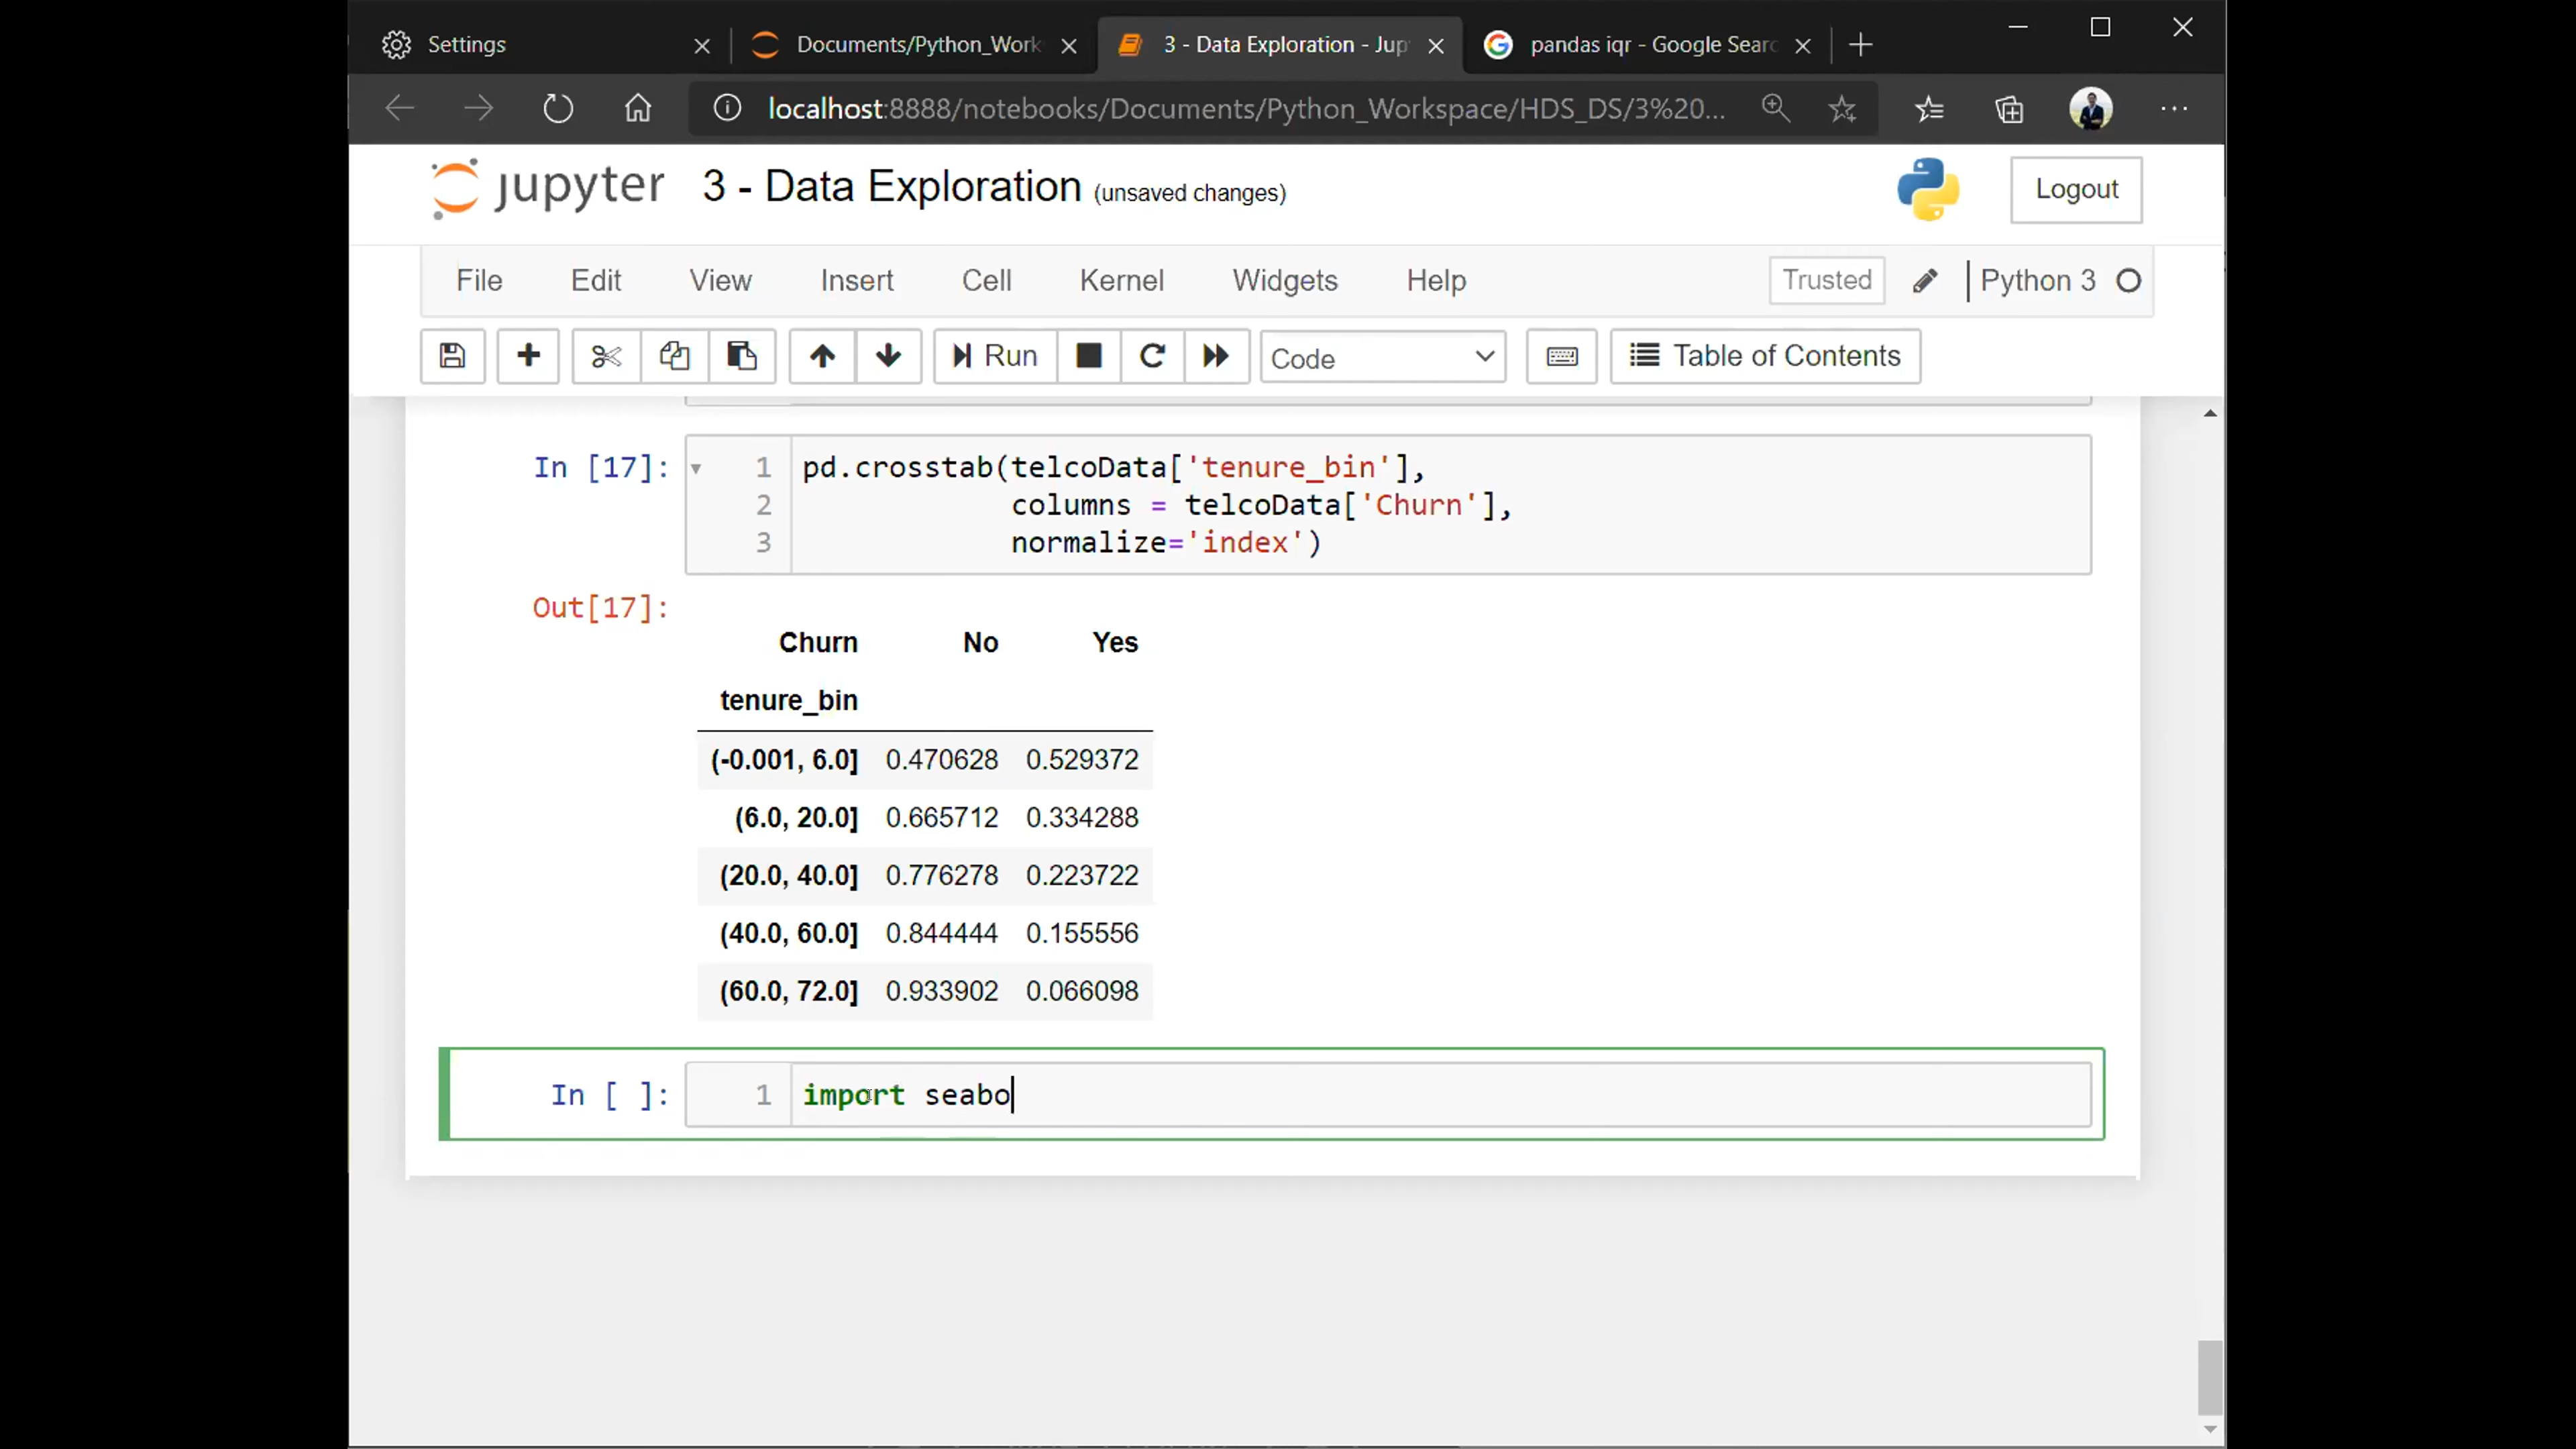 Settings
Documents/Python_Work
3 - Data Exploration - Jup
pandas iqr - Google Searc
localhost:8888/notebooks/Documents/Python_Workspace/HDS_DS/3%20...
jupyter 3 - Data Exploration (unsaved changes)
Logout
File Edit View Insert Cell Kernel Widgets Help Trusted Python 3
Run Code Table of Contents
In [17]: 1 pd.crosstab(telcoData['tenure_bin'],
2 columns = telcoData['Churn'],
3 normalize='index')
Out[17]:
Churn No Yes
tenure_bin
(-0.001, 6.0] 0.470628 0.529372
(6.0, 20.0] 0.665712 0.334288
(20.0, 40.0] 0.776278 0.223722
(40.0, 60.0] 0.844444 0.155556
(60.0, 72.0] 0.933902 0.066098
In [ ]: 1 import seabo